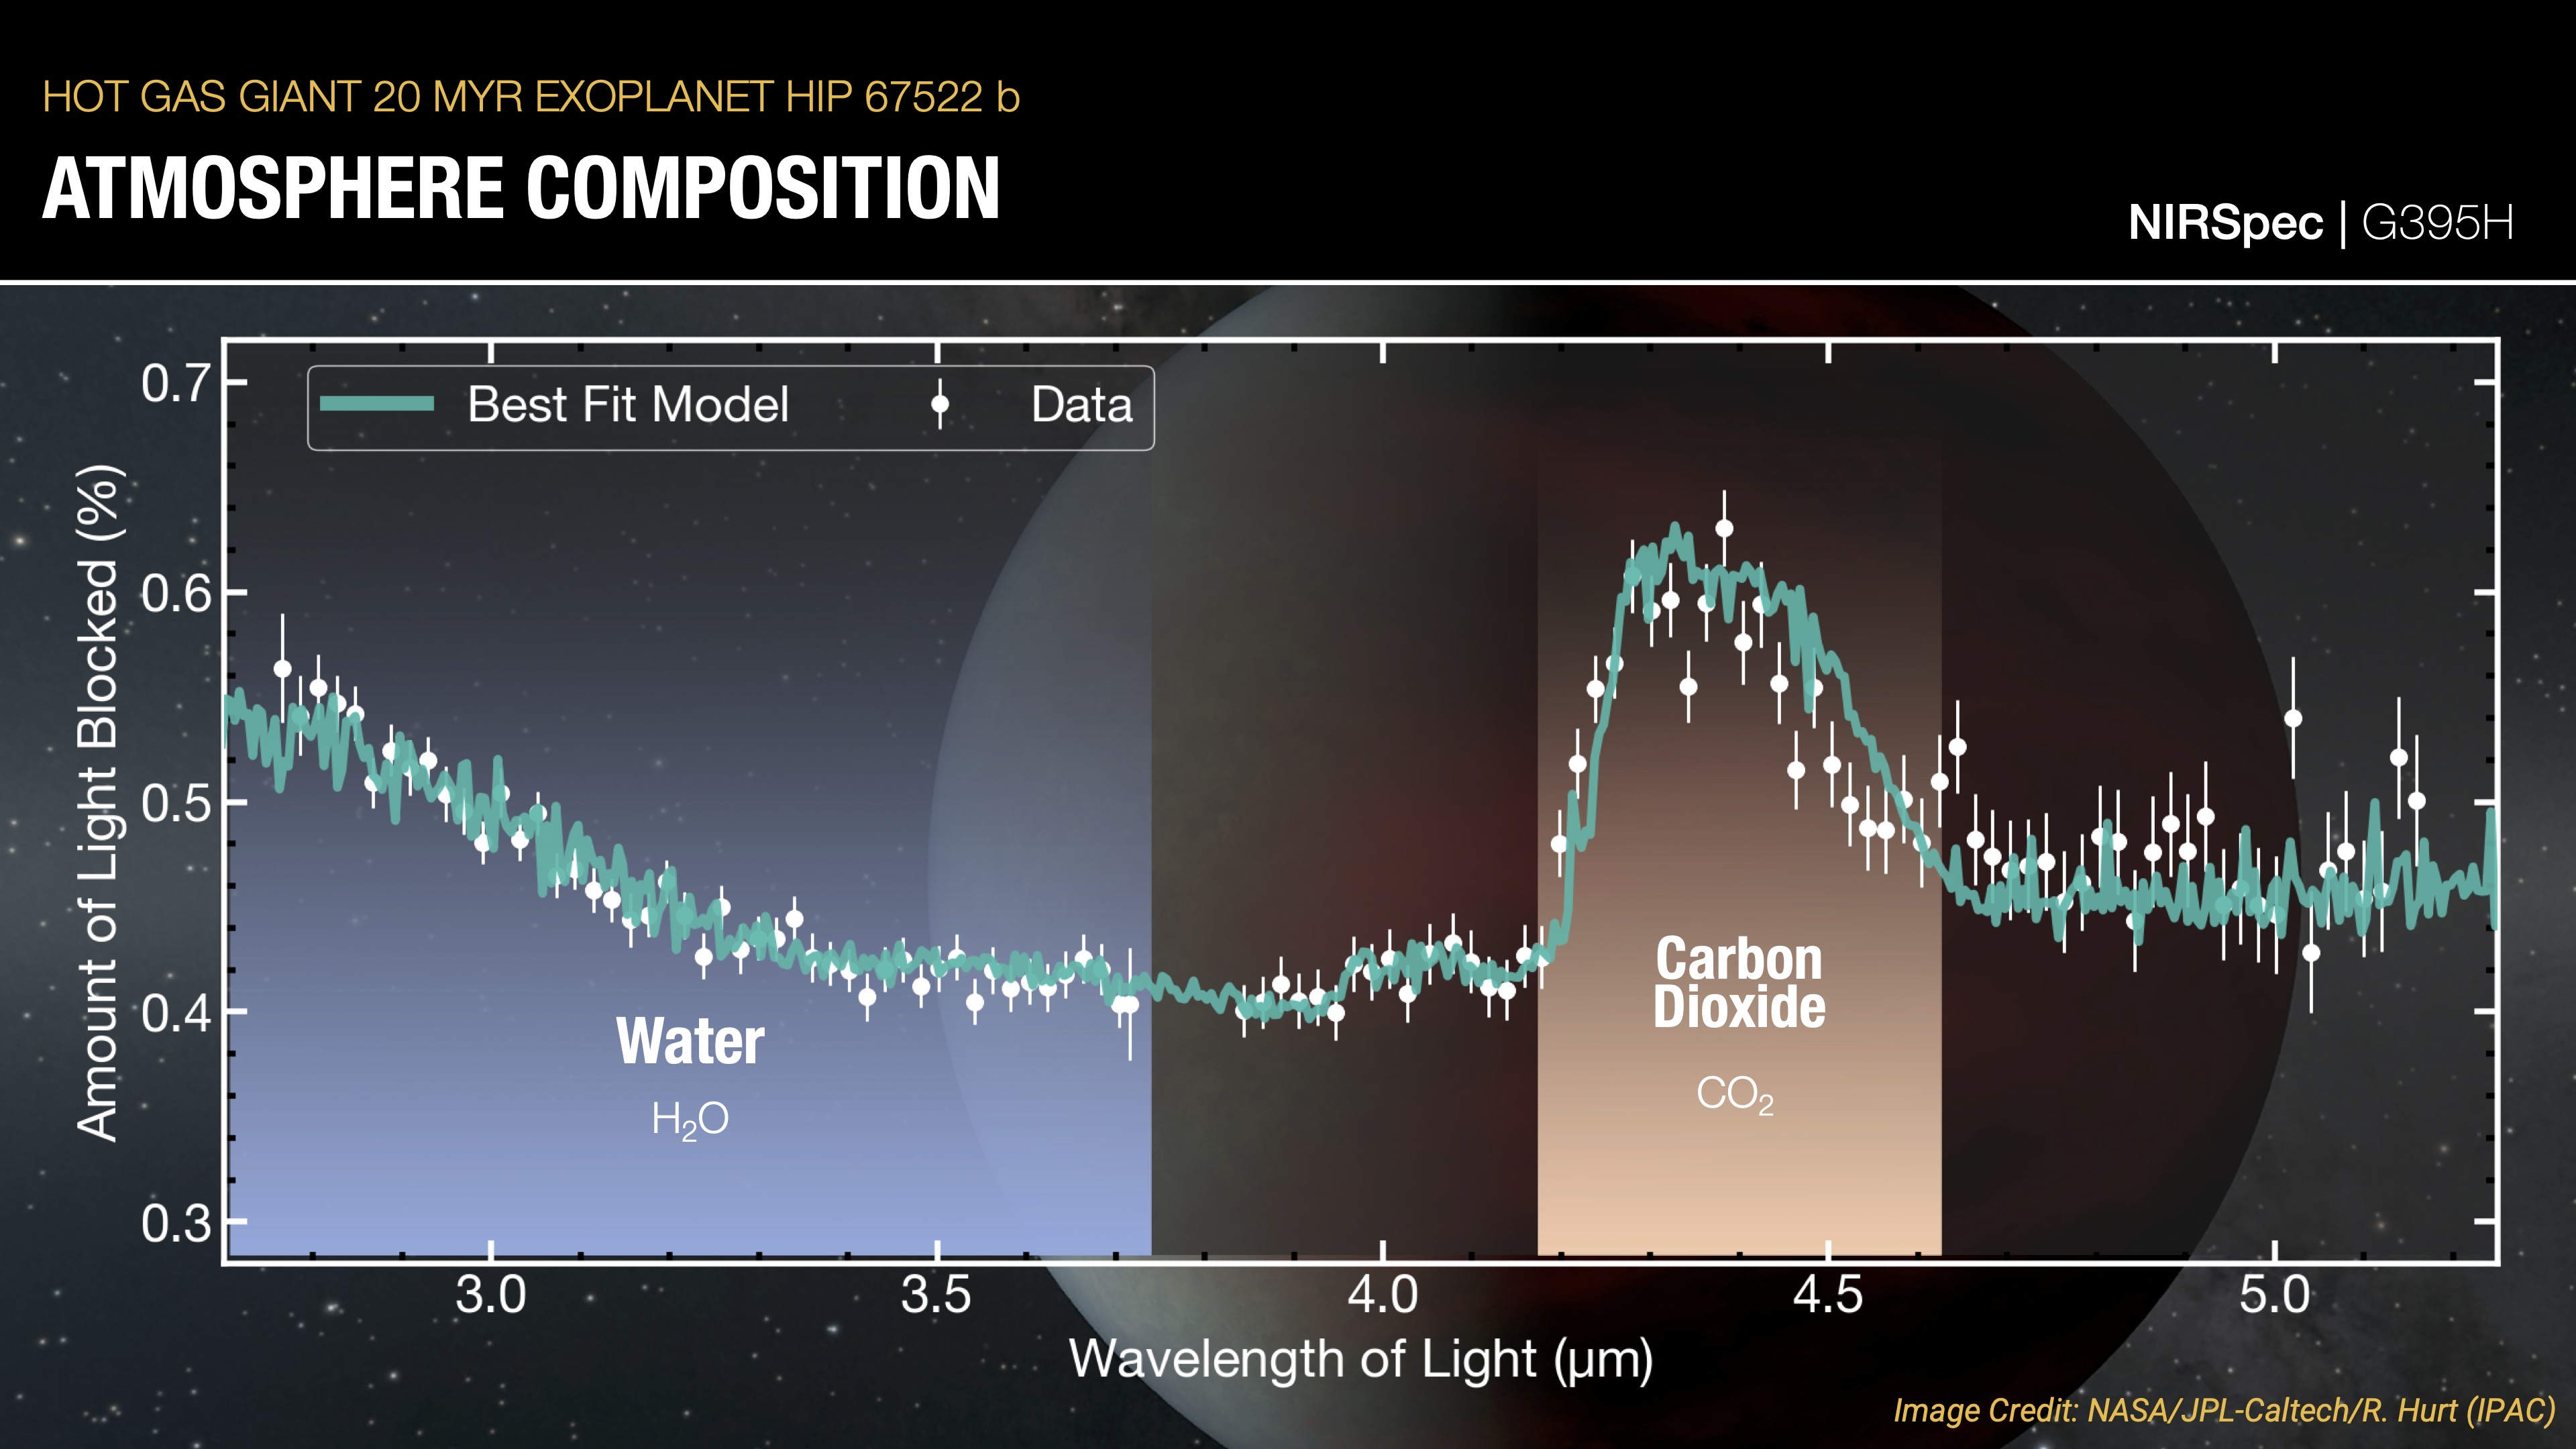 HOT GAS GIANT 20 MYR EXOPLANET HIP 67522 b
ATMOSPHERE COMPOSITION
NIRSpec | G395H
Best Fit Model
Data
Amount of Light Blocked (%)
0.7
0.6
0.5
0.4
0.3
Water
H₂O
Carbon
Dioxide
CO₂
3.0 3.5 4.0 4.5 5.0
Wavelength of Light (μm)
Image Credit: NASA/JPL-Caltech/R. Hurt (IPAC)